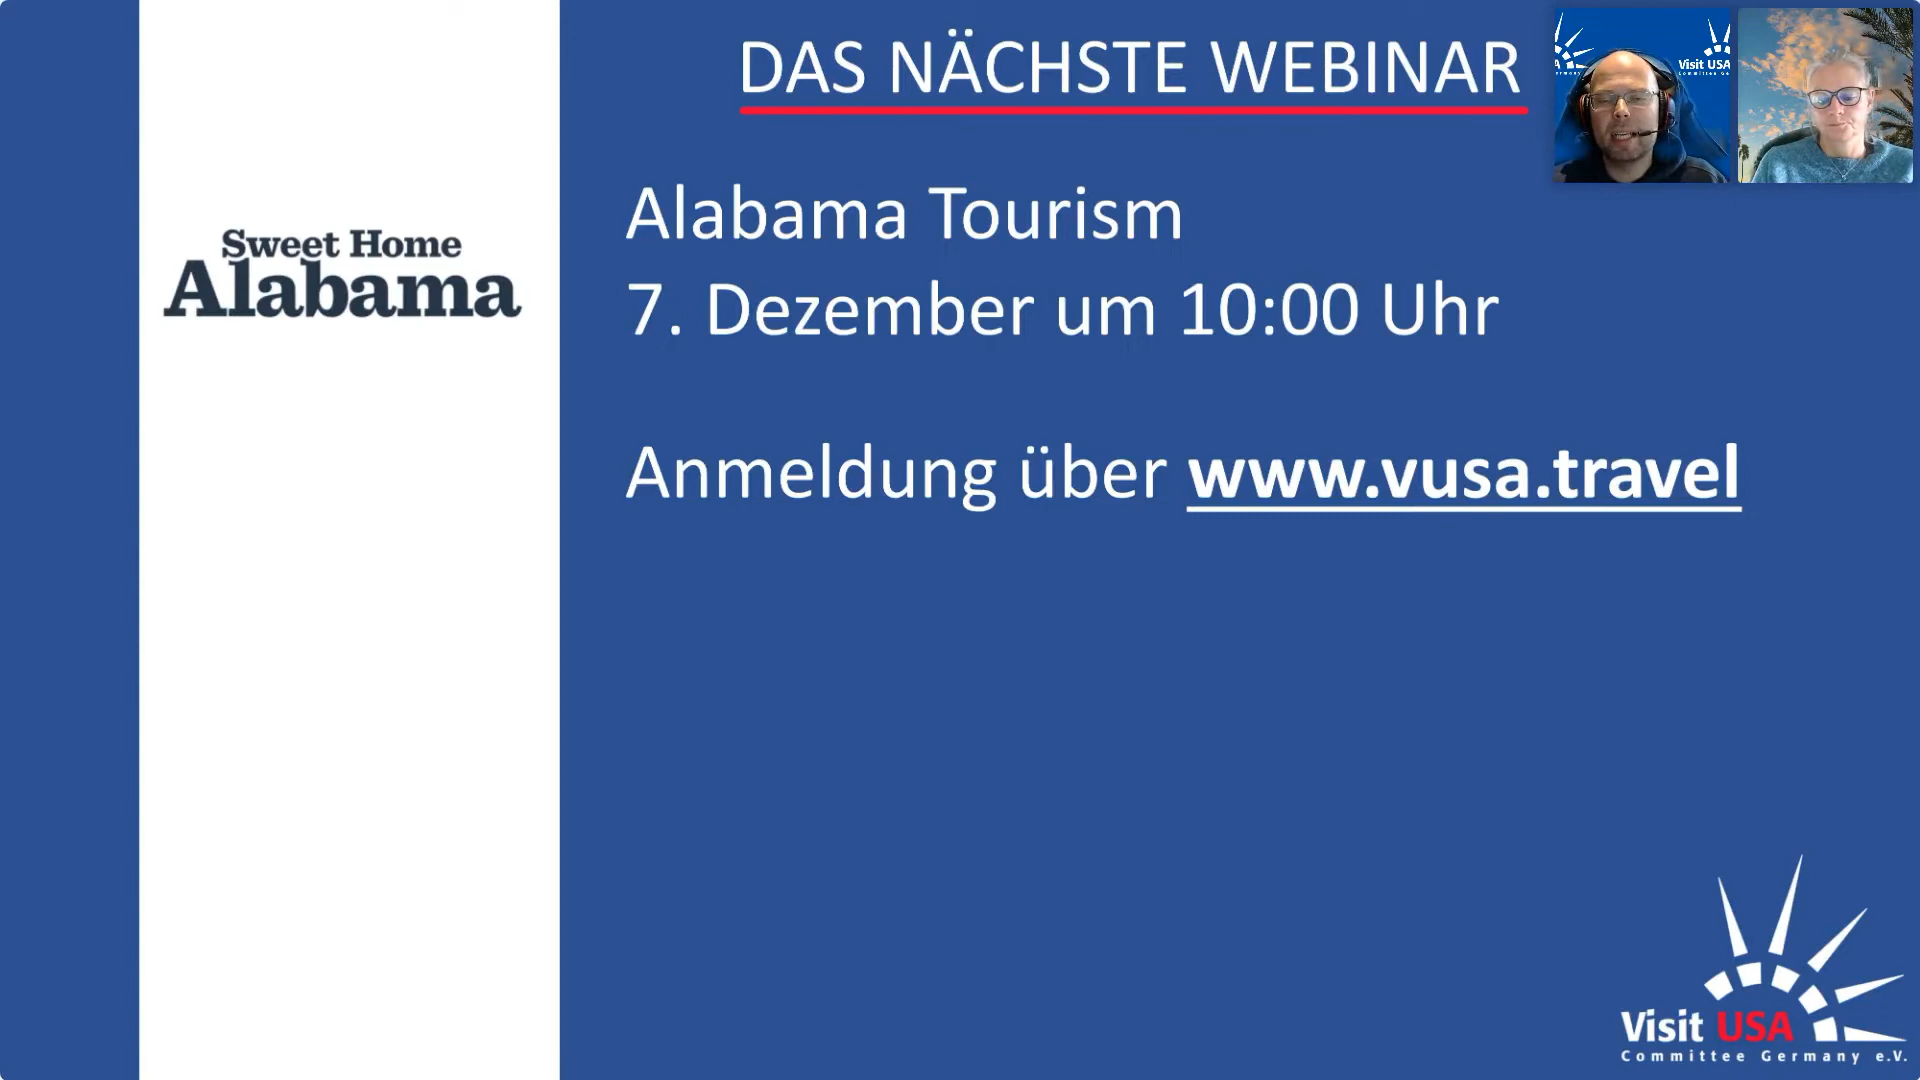 DAS NÄCHSTE WEBINAR
Visit USA
Sweet Home
Alabama
Alabama Tourism
7. Dezember um 10:00 Uhr
Anmeldung über www.vusa.travel
Visit USA
Committee Germany e.V.